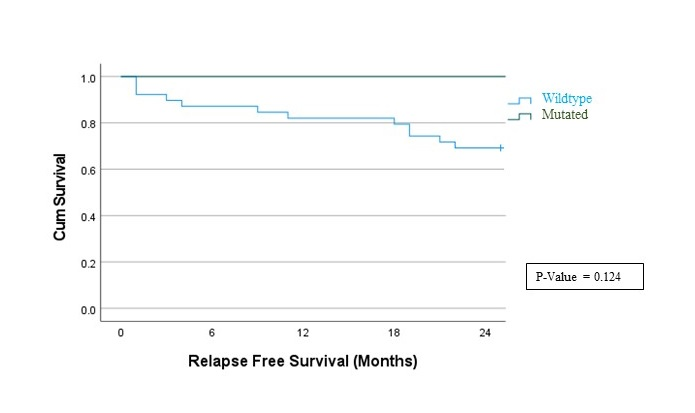 1.0
0.8
0.6
0.4
0.2
0.0
Cum Survival
0 6 12 18 24
Relapse Free Survival (Months)
Wildtype
Mutated
P-Value = 0.124